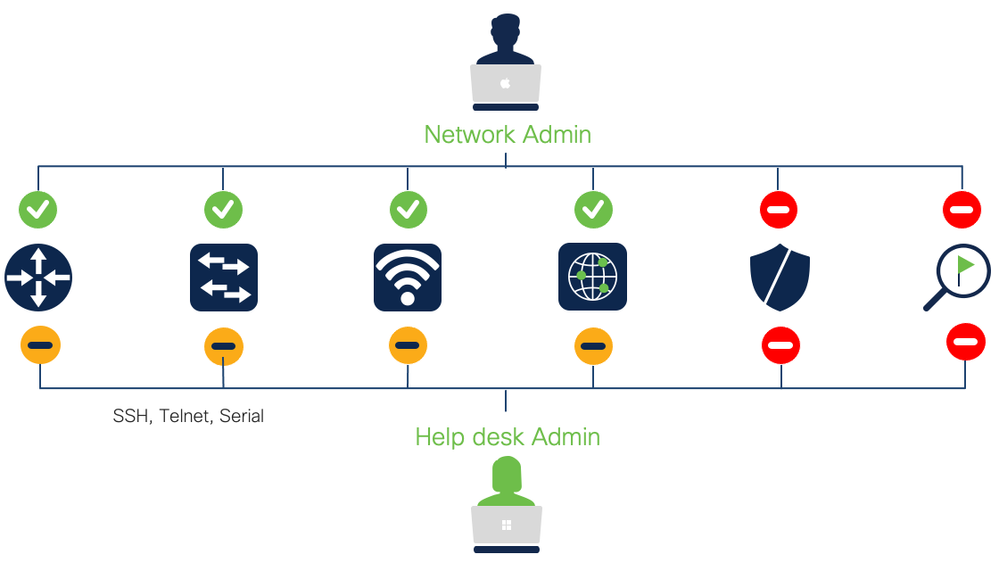 Network Admin
SSH, Telnet, Serial
Help desk Admin